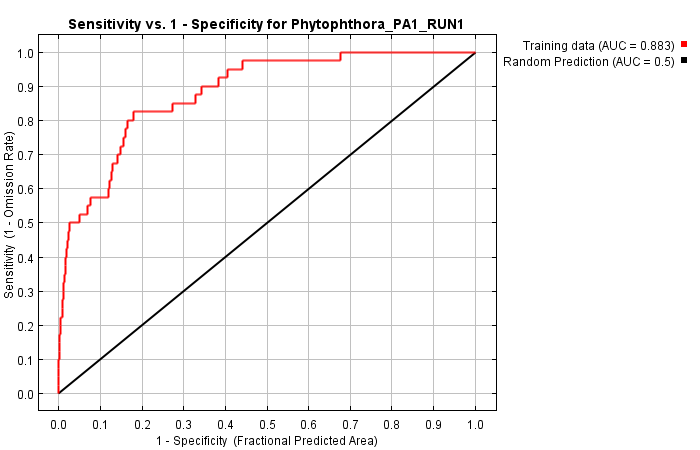 Sensitivity vs. 1 - Specificity for Phytophthora_PA1_RUN1
Training data (AUC = 0.883)
Random Prediction (AUC = 0.5)
Sensitivity (1 - Omission Rate)
1.0
0.9
0.8
0.7
0.6
0.5
0.4
0.3
0.2
0.1
0.0
0.0 0.1 0.2 0.3 0.4 0.5 0.6 0.7 0.8 0.9 1.0
1 - Specificity (Fractional Predicted Area)